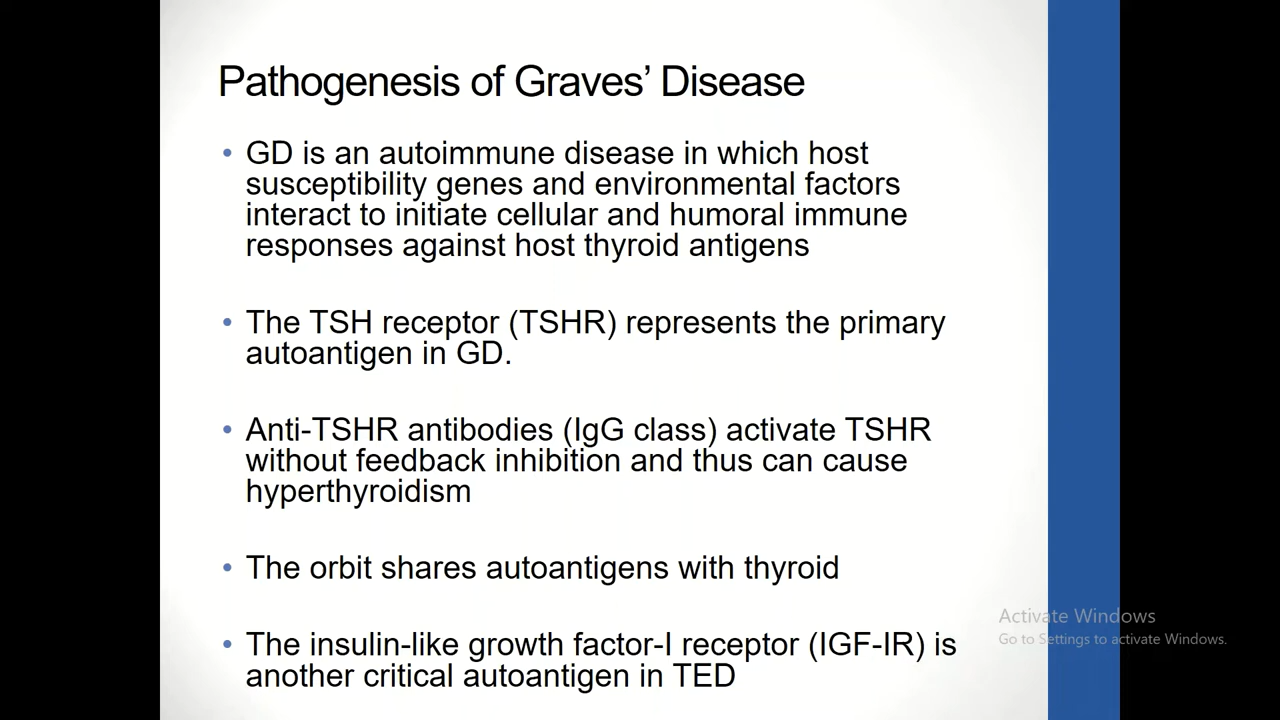 Pathogenesis of Graves’ Disease
• GD is an autoimmune disease in which host
susceptibility genes and environmental factors
interact to initiate cellular and humoral immune
responses against host thyroid antigens
• The TSH receptor (TSHR) represents the primary
autoantigen in GD.
• Anti-TSHR antibodies (IgG class) activate TSHR
without feedback inhibition and thus can cause
hyperthyroidism
• The orbit shares autoantigens with thyroid
• The insulin-like growth factor-I receptor (IGF-IR) is
another critical autoantigen in TED
Activate Windows
Go to Settings to activate Windows.